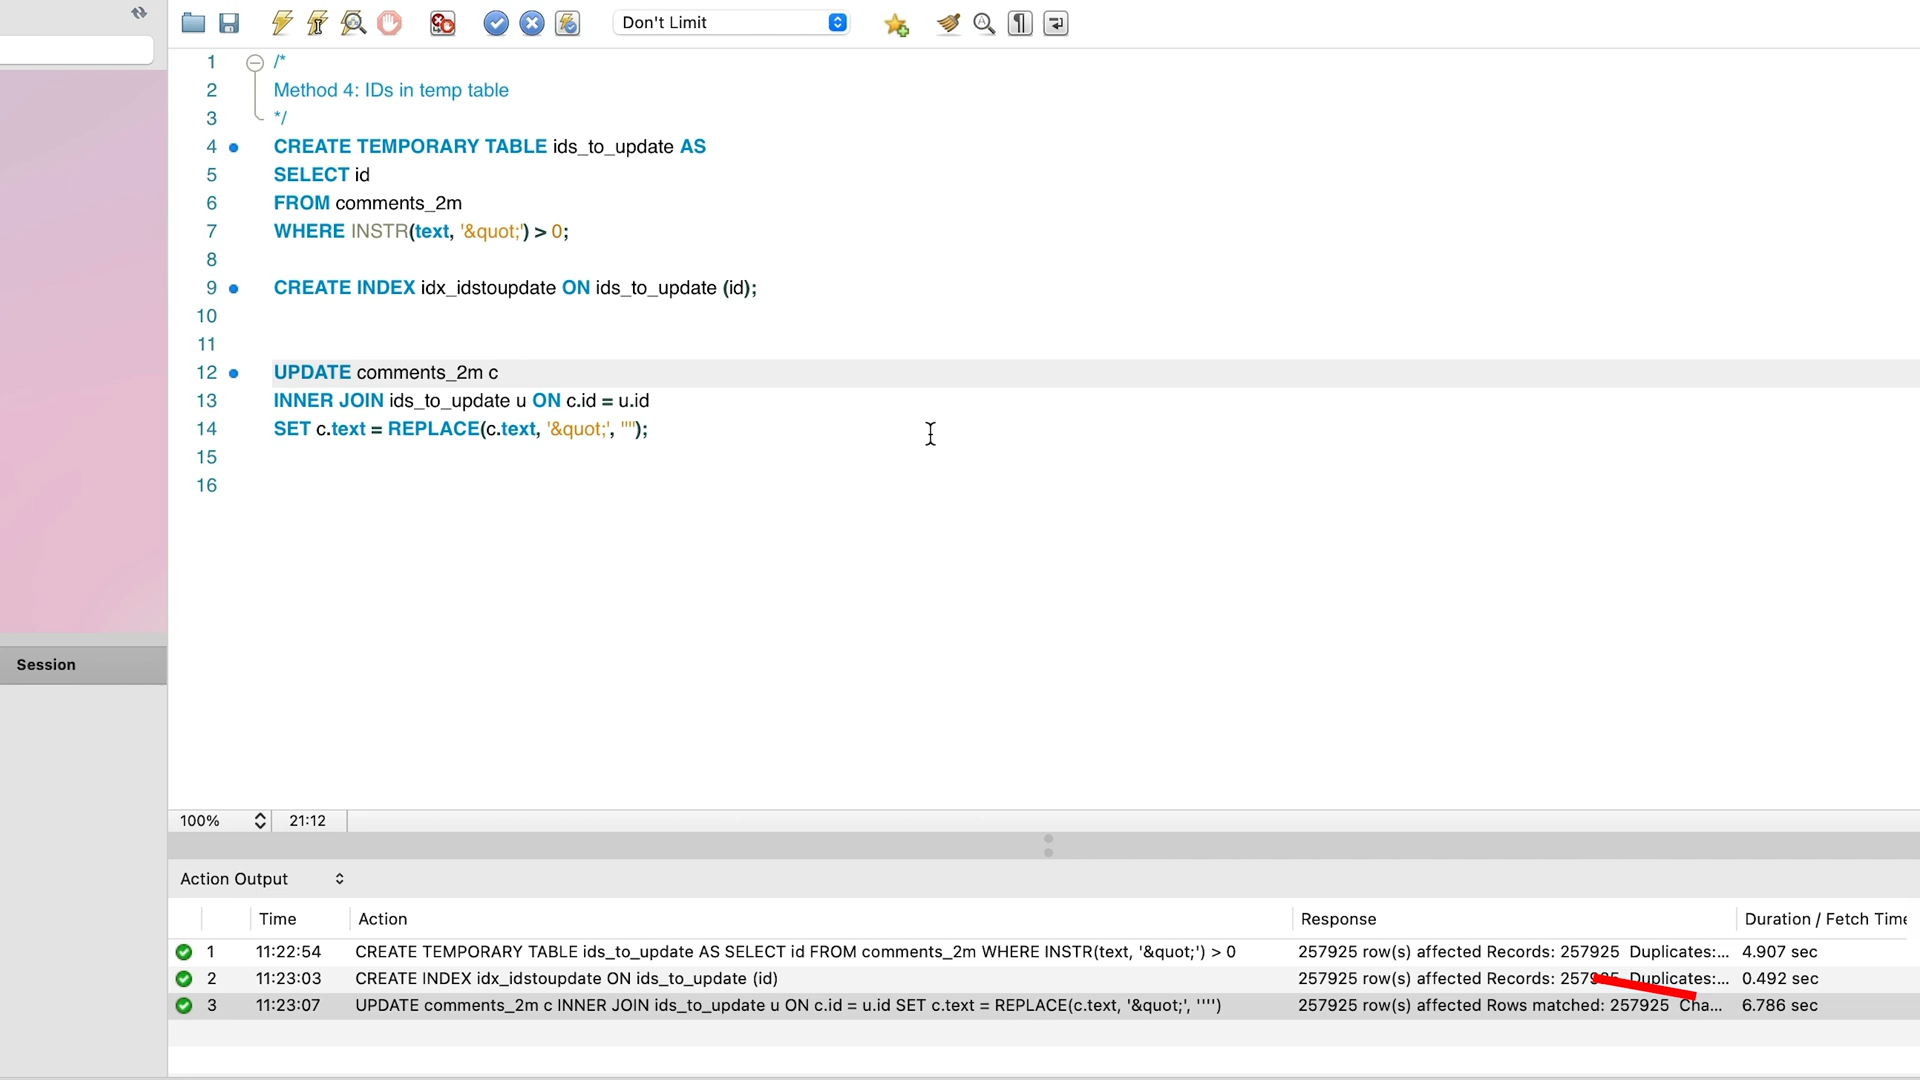 Don't Limit
1 /*
2 Method 4: IDs in temp table
3 */
4 CREATE TEMPORARY TABLE ids_to_update AS
5 SELECT id
6 FROM comments_2m
7 WHERE INSTR(text, '&quot;') > 0;
8
9 CREATE INDEX idx_idstoupdate ON ids_to_update (id);
10
11
12 UPDATE comments_2m c
13 INNER JOIN ids_to_update u ON c.id = u.id
14 SET c.text = REPLACE(c.text, '&quot;', '"');
15
16
Session
100% 21:12
Action Output
Time Action Response Duration / Fetch Time
1 11:22:54 CREATE TEMPORARY TABLE ids_to_update AS SELECT id FROM comments_2m WHERE INSTR(text, '&quot;') > 0 257925 row(s) affected Records: 257925 Duplicates:... 4.907 sec
2 11:23:03 CREATE INDEX idx_idstoupdate ON ids_to_update (id) 257925 row(s) affected Records: 257925 Duplicates:... 0.492 sec
3 11:23:07 UPDATE comments_2m c INNER JOIN ids_to_update u ON c.id = u.id SET c.text = REPLACE(c.text, '&quot;', '''') 257925 row(s) affected Rows matched: 257925 Cha... 6.786 sec